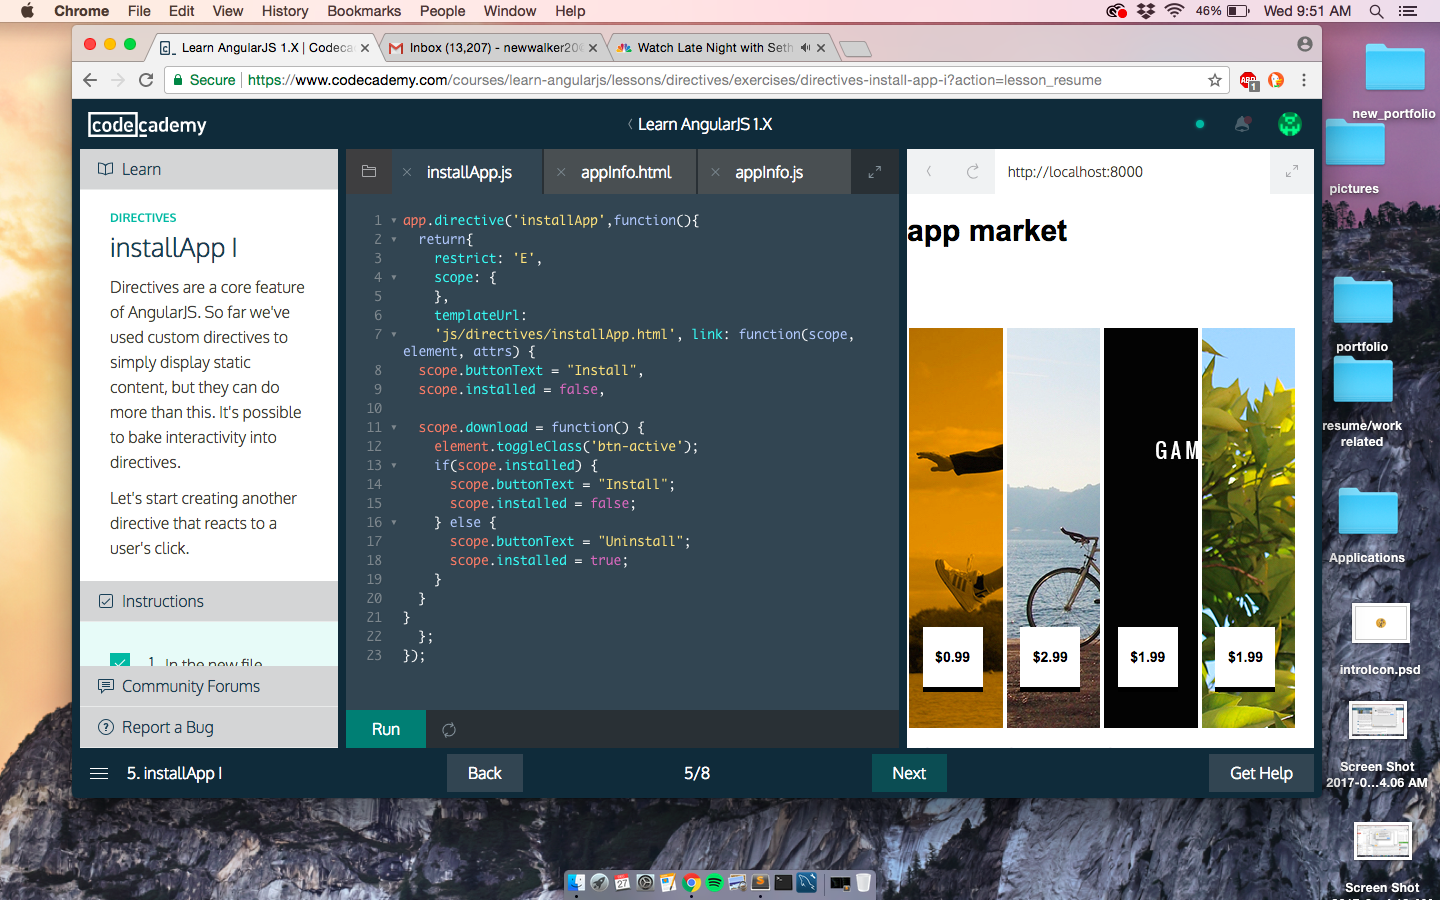 Chrome File Edit View History Bookmarks People Window Help 46% Wed 9:51 AM
Learn AngularJS 1.X | Codeca
Inbox (13,207) - newwalker20
Watch Late Night with Seth
Secure https://www.codecademy.com/courses/learn-angularjs/lessons/directives/exercises/directives-install-app-i?action=lesson_resume
ABP
1
codecademy
Learn AngularJS 1.X
Learn
DIRECTIVES
installApp I
Directives are a core feature
of AngularJS. So far we've
used custom directives to
simply display static
content, but they can do
more than this. It's possible
to bake interactivity into
directives.
Let's start creating another
directive that reacts to a
user's click.
Instructions
1. In the new file
Community Forums
Report a Bug
installApp.js
appInfo.html
appInfo.js
1 app.directive('installApp',function(){
2 return{
3 restrict: 'E',
4 scope: {
5 },
6 templateUrl:
7 'js/directives/installApp.html', link: function(scope,
element, attrs) {
8 scope.buttonText = "Install",
9 scope.installed = false,
10
11 scope.download = function() {
12 element.toggleClass('btn-active');
13 if(scope.installed) {
14 scope.buttonText = "Install";
15 scope.installed = false;
16 } else {
17 scope.buttonText = "Uninstall";
18 scope.installed = true;
19 }
20 }
21 }
22 };
23 });
Run
http://localhost:8000
app market
GAM
$0.99
$2.99
$1.99
$1.99
5. installApp I
Back
5/8
Next
Get Help
new_portfolio
pictures
portfolio
resume/work
related
Applications
introIcon.psd
Screen Shot
2017-0...4.06 AM
Screen Shot
27